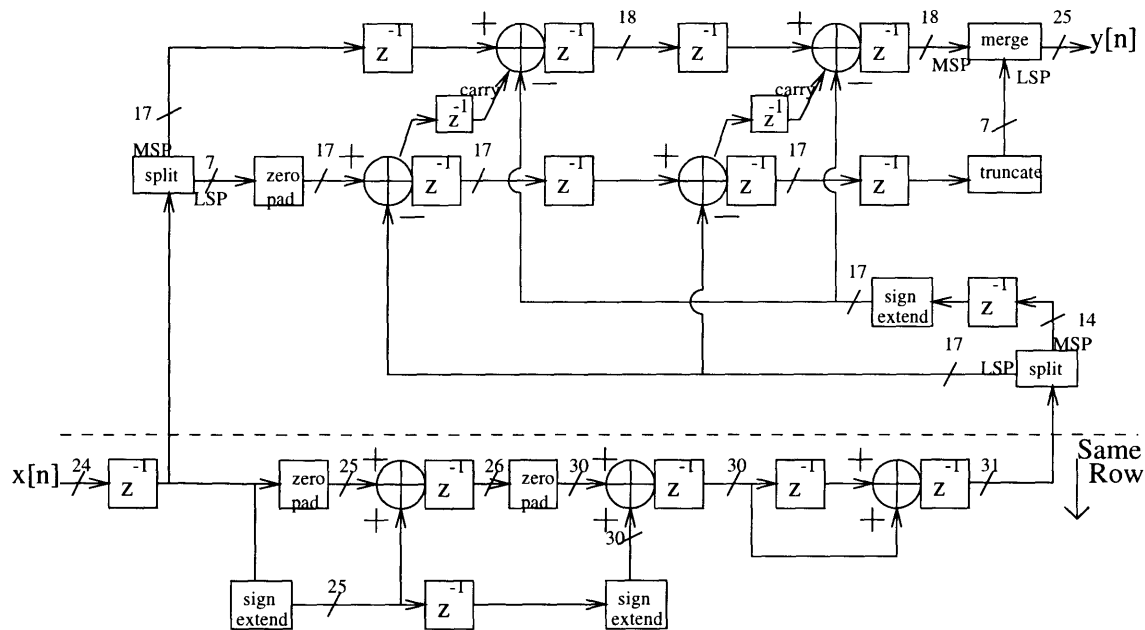 z⁻¹
+
z⁻¹
18
z⁻¹
+
z⁻¹
18
MSP
merge
25
y[n]
LSP
carry
z⁻¹
carry
z⁻¹
17
MSP
split
7
LSP
zero
pad
17
+
z⁻¹
17
z⁻¹
+
z⁻¹
17
z⁻¹
7
truncate
17
sign
extend
z⁻¹
14
MSP
17
LSP
split
Same
Row
x[n]
24
z⁻¹
zero
pad
25
+
+
z⁻¹
26
zero
pad
30
+
+
30
z⁻¹
30
z⁻¹
+
+
z⁻¹
31
sign
extend
25
z⁻¹
sign
extend